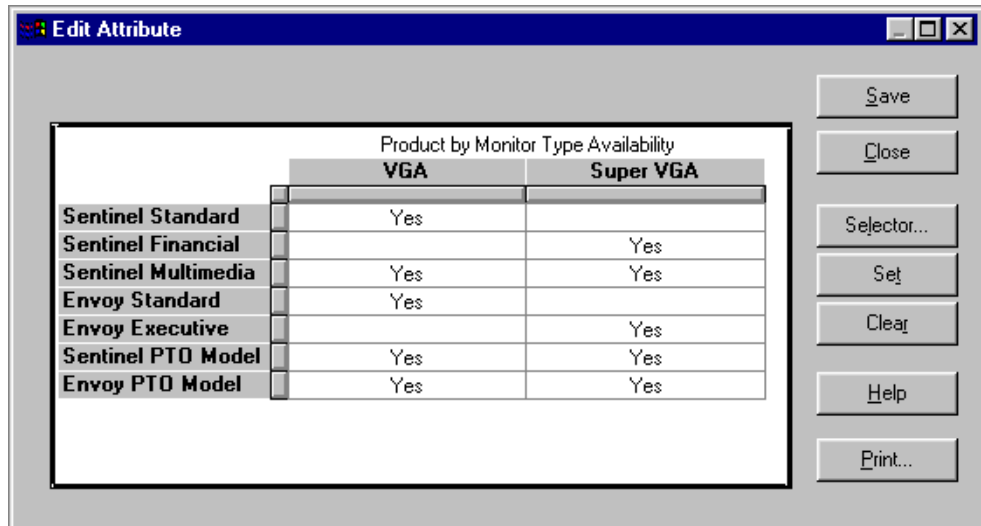 Edit Attribute
Save
Close
Product by Monitor Type Availability
VGA Super VGA
Sentinel Standard Yes
Sentinel Financial Yes
Sentinel Multimedia Yes Yes
Envoy Standard Yes
Envoy Executive Yes
Sentinel PTO Model Yes Yes
Envoy PTO Model Yes Yes
Selector...
Set
Clear
Help
Print...